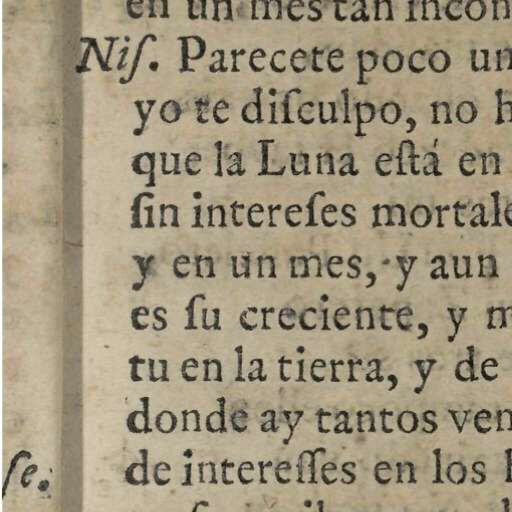 en un mes tan incon
Niſ. Parecete poco un
yo te diſculpo, no h
que la Luna eſtá en
ſin intereſes mortale
y en un mes, y aun
es ſu creciente, y m
tu en la tierra, y de
donde ay tantos ven
ſe.
de intereſſes en los